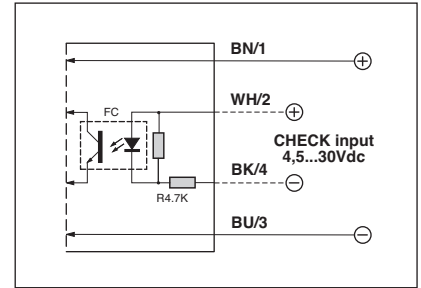 BN/1
WH/2
FC
CHECK input
4,5...30Vdc
BK/4
R4.7K
BU/3